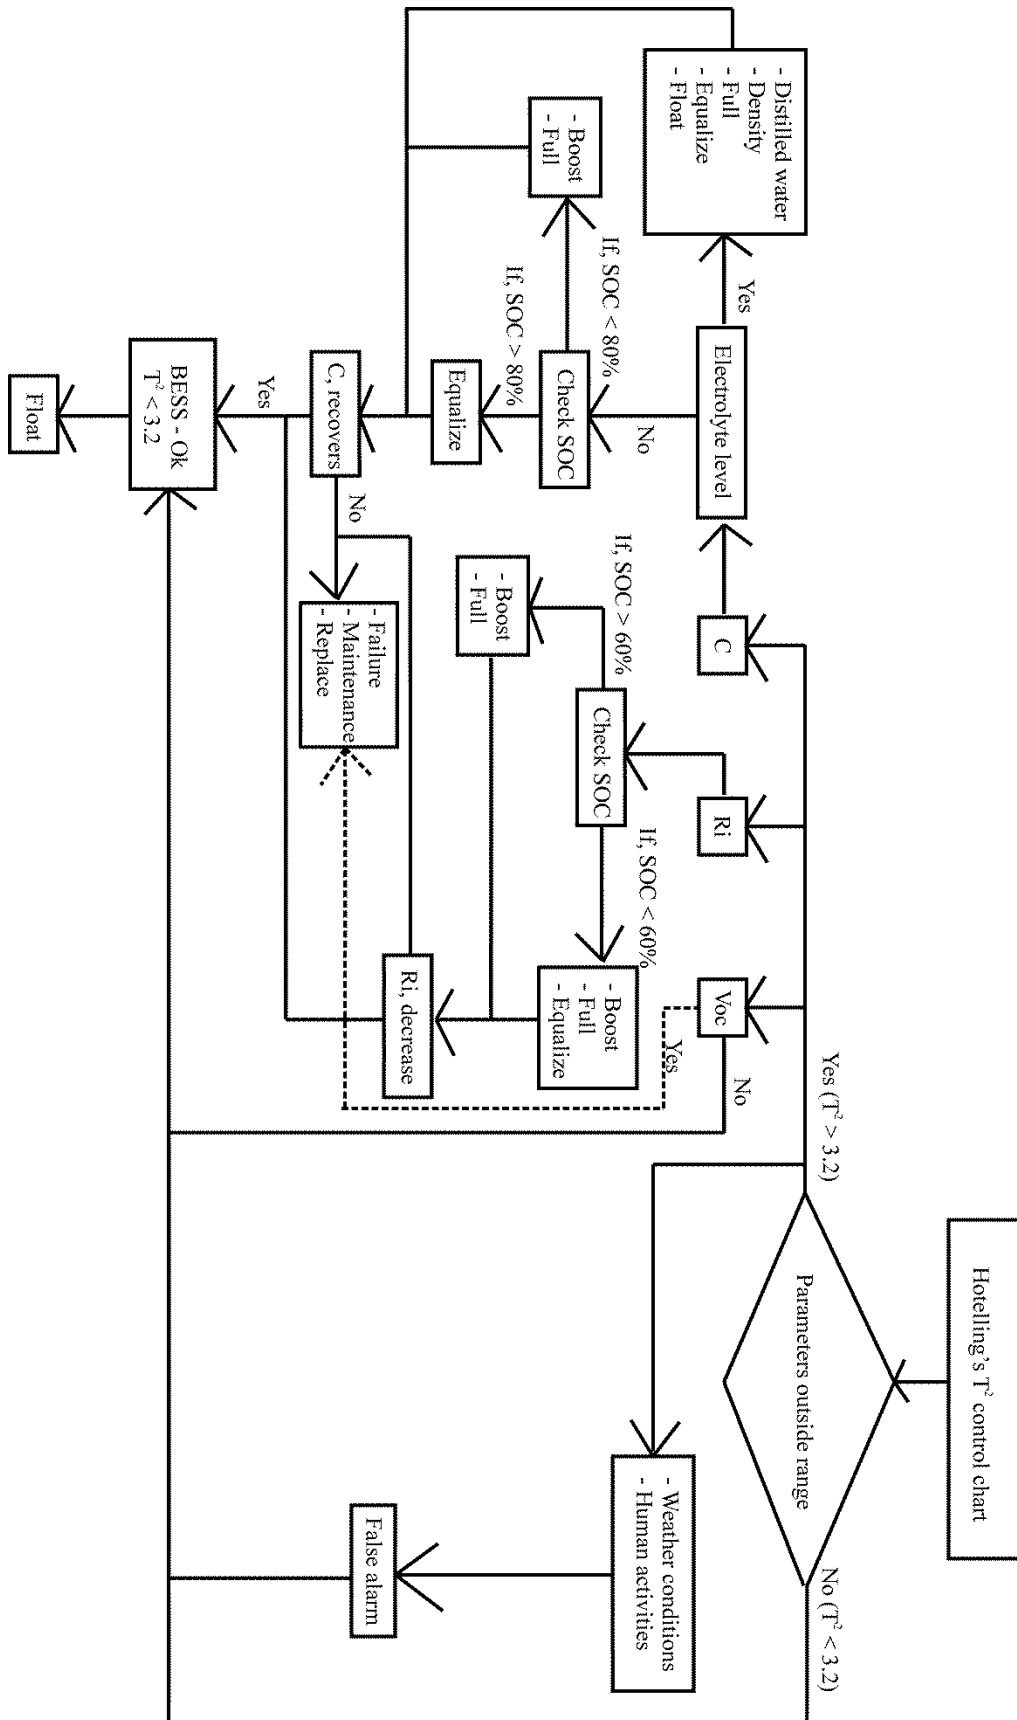 Hotelling's T² control chart
Parameters outside range
Yes (T² > 3.2)
No (T² < 3.2)
C
Ri
Voc
Yes
No
- Weather conditions
- Human activities
False alarm
Electrolyte level
Yes
No
- Distilled water
- Density
- Full
- Equalize
- Float
Check SOC
If, SOC < 80%
If, SOC > 80%
- Boost
- Full
Equalize
Check SOC
If, SOC > 60%
If, SOC < 60%
- Boost
- Full
- Boost
- Full
- Equalize
C, recovers
No
Yes
Ri, decrease
- Failure
- Maintenance
- Replace
BESS - Ok
T² < 3.2
Float